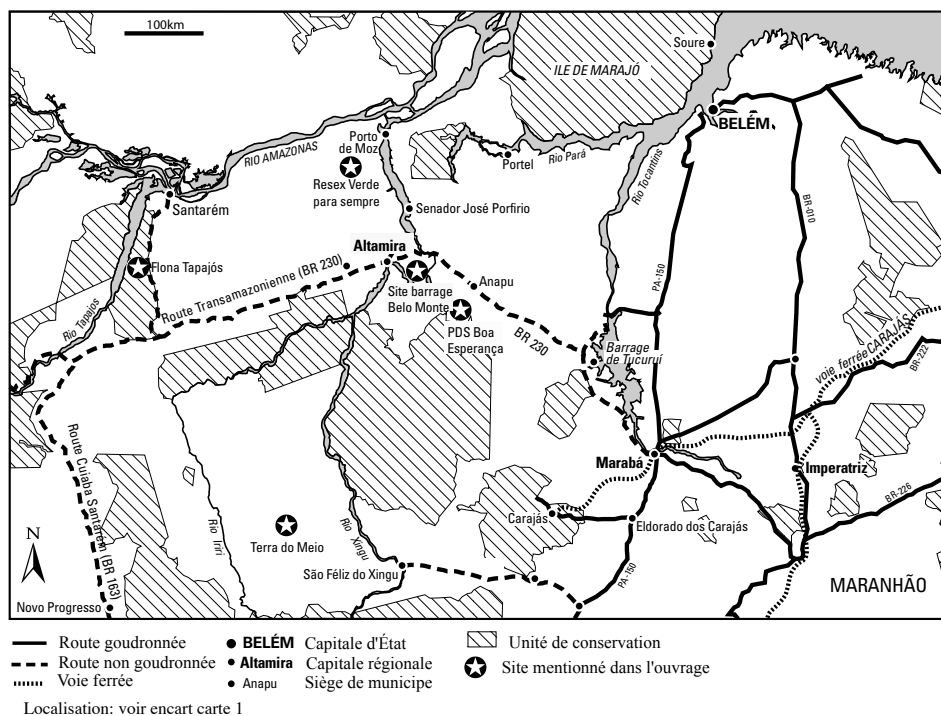 100km
Soure
ILE DE MARAJÓ
BELÉM
Porto
de Moz
RIO AMAZONAS
Resex Verde
para sempre
Portel
Rio Pará
Rio Tocantins
Santarém
Senador José Porfirio
BR-010
Altamira
Flona Tapajós
Route Transamazonienne (BR 230)
Site barrage
Belo Monte
Anapu
PA-150
Rio Tapajos
PDS Boa
Esperança
BR 230
Barrage
de Tucuruí
voie ferrée CARAJÁS
BR-222
Route Cuiaba Santarém (BR 163)
Marabá
Imperatriz
BR-226
Carajás
Eldorado dos Carajás
Rio Iriri
Rio Xingu
Terra do Meio
N
São Féliz do Xingu
PA-150
MARANHÃO
Novo Progresso
Route goudronnée
BELÉM Capitale d'État
Unité de conservation
Route non goudronnée
Altamira Capitale régionale
Site mentionné dans l'ouvrage
Voie ferrée
Anapu Siège de municipe
Localisation: voir encart carte 1